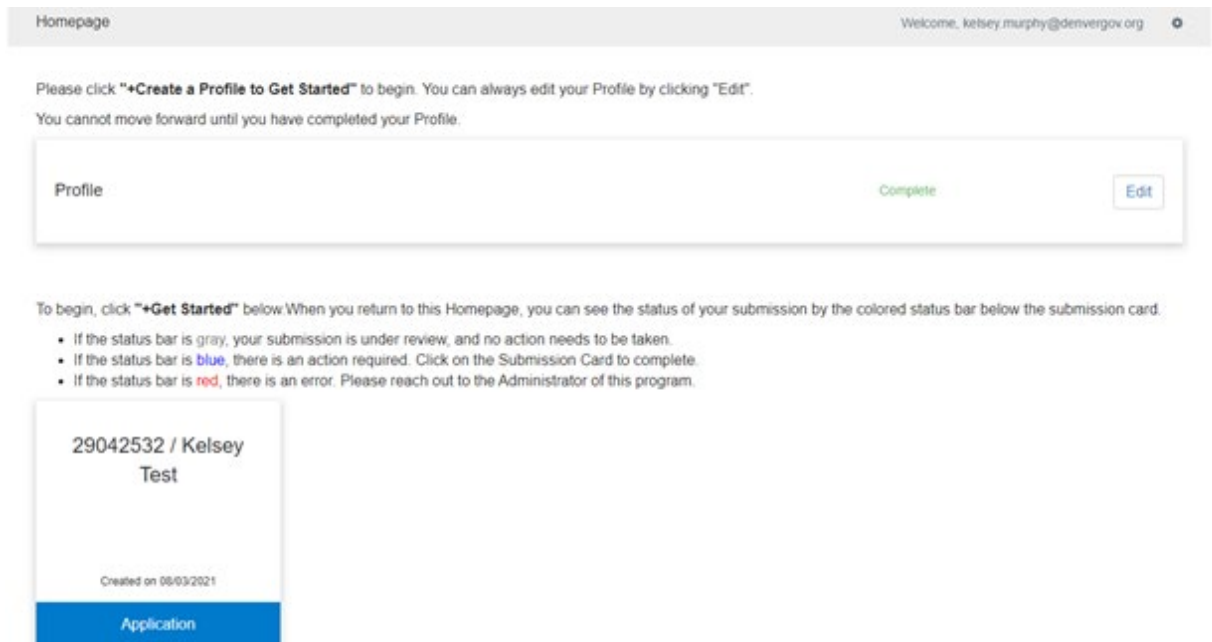 Homepage
Welcome, kelsey.murphy@denvergov.org
Please click "+Create a Profile to Get Started" to begin. You can always edit your Profile by clicking "Edit".
You cannot move forward until you have completed your Profile.
Profile
Complete
Edit
To begin, click "+Get Started" below.When you return to this Homepage, you can see the status of your submission by the colored status bar below the submission card.
• If the status bar is gray, your submission is under review, and no action needs to be taken.
• If the status bar is blue, there is an action required. Click on the Submission Card to complete.
• If the status bar is red, there is an error. Please reach out to the Administrator of this program.
29042532 / Kelsey
Test
Created on 08/03/2021
Application